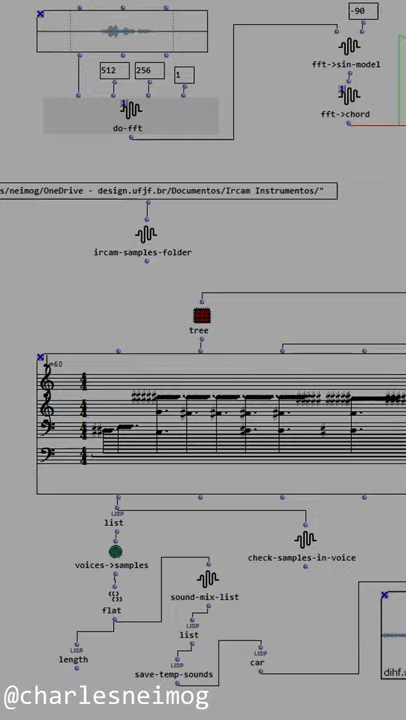 -90
512 256 1
fft->sin-model
fft->chord
do-fft
s/neimog/OneDrive - design.ufjf.br/Documentos/Ircam Instrumentos/"
ircam-samples-folder
tree
=60
LISP
list
check-samples-in-voice
voices->samples
sound-mix-list
flat
LISP
list
LISP
length
LISP
car
save-temp-sounds
dihf.
@charlesneimog